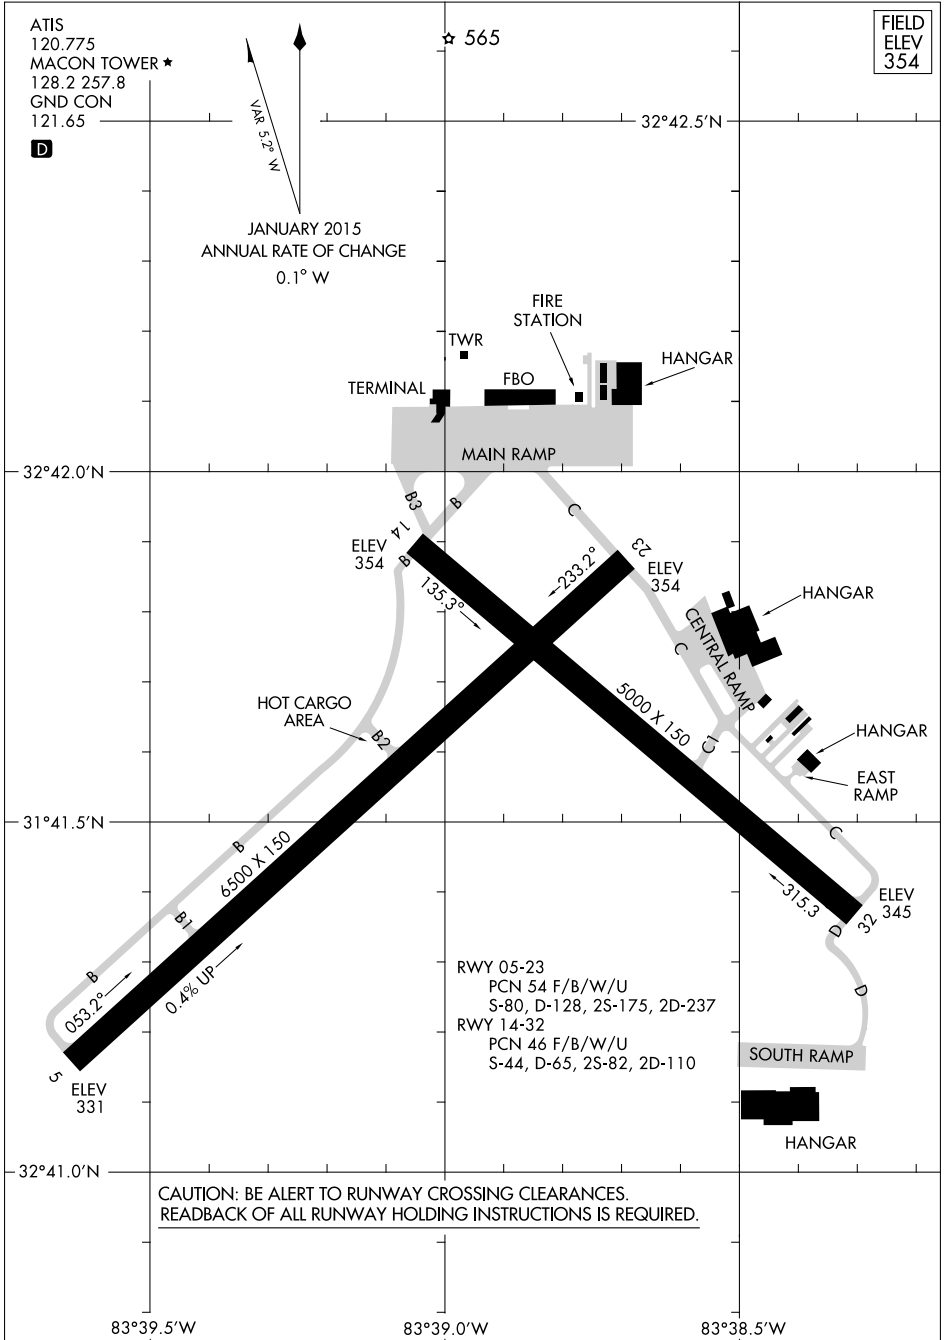 ATIS
120.775
MACON TOWER ★
128.2 257.8
GND CON
121.65
D
565
FIELD
ELEV
354
VAR 5.2° W
32°42.5'N
JANUARY 2015
ANNUAL RATE OF CHANGE
0.1° W
FIRE
STATION
TWR
HANGAR
TERMINAL
FBO
MAIN RAMP
32°42.0'N
B3
B
C
14
23
ELEV
354
B
233.2°
ELEV
354
135.3°
HANGAR
C
CENTRAL RAMP
5000 X 150
HOT CARGO
AREA
B2
C1
HANGAR
EAST
RAMP
31°41.5'N
C
B
6500 X 150
315.3
ELEV
345
32
D
B1
B
053.2°
0.4% UP
RWY 05-23
PCN 54 F/B/W/U
S-80, D-128, 2S-175, 2D-237
RWY 14-32
PCN 46 F/B/W/U
S-44, D-65, 2S-82, 2D-110
D
SOUTH RAMP
5
ELEV
331
HANGAR
32°41.0'N
CAUTION: BE ALERT TO RUNWAY CROSSING CLEARANCES.
READBACK OF ALL RUNWAY HOLDING INSTRUCTIONS IS REQUIRED.
83°39.5'W
83°39.0'W
83°38.5'W